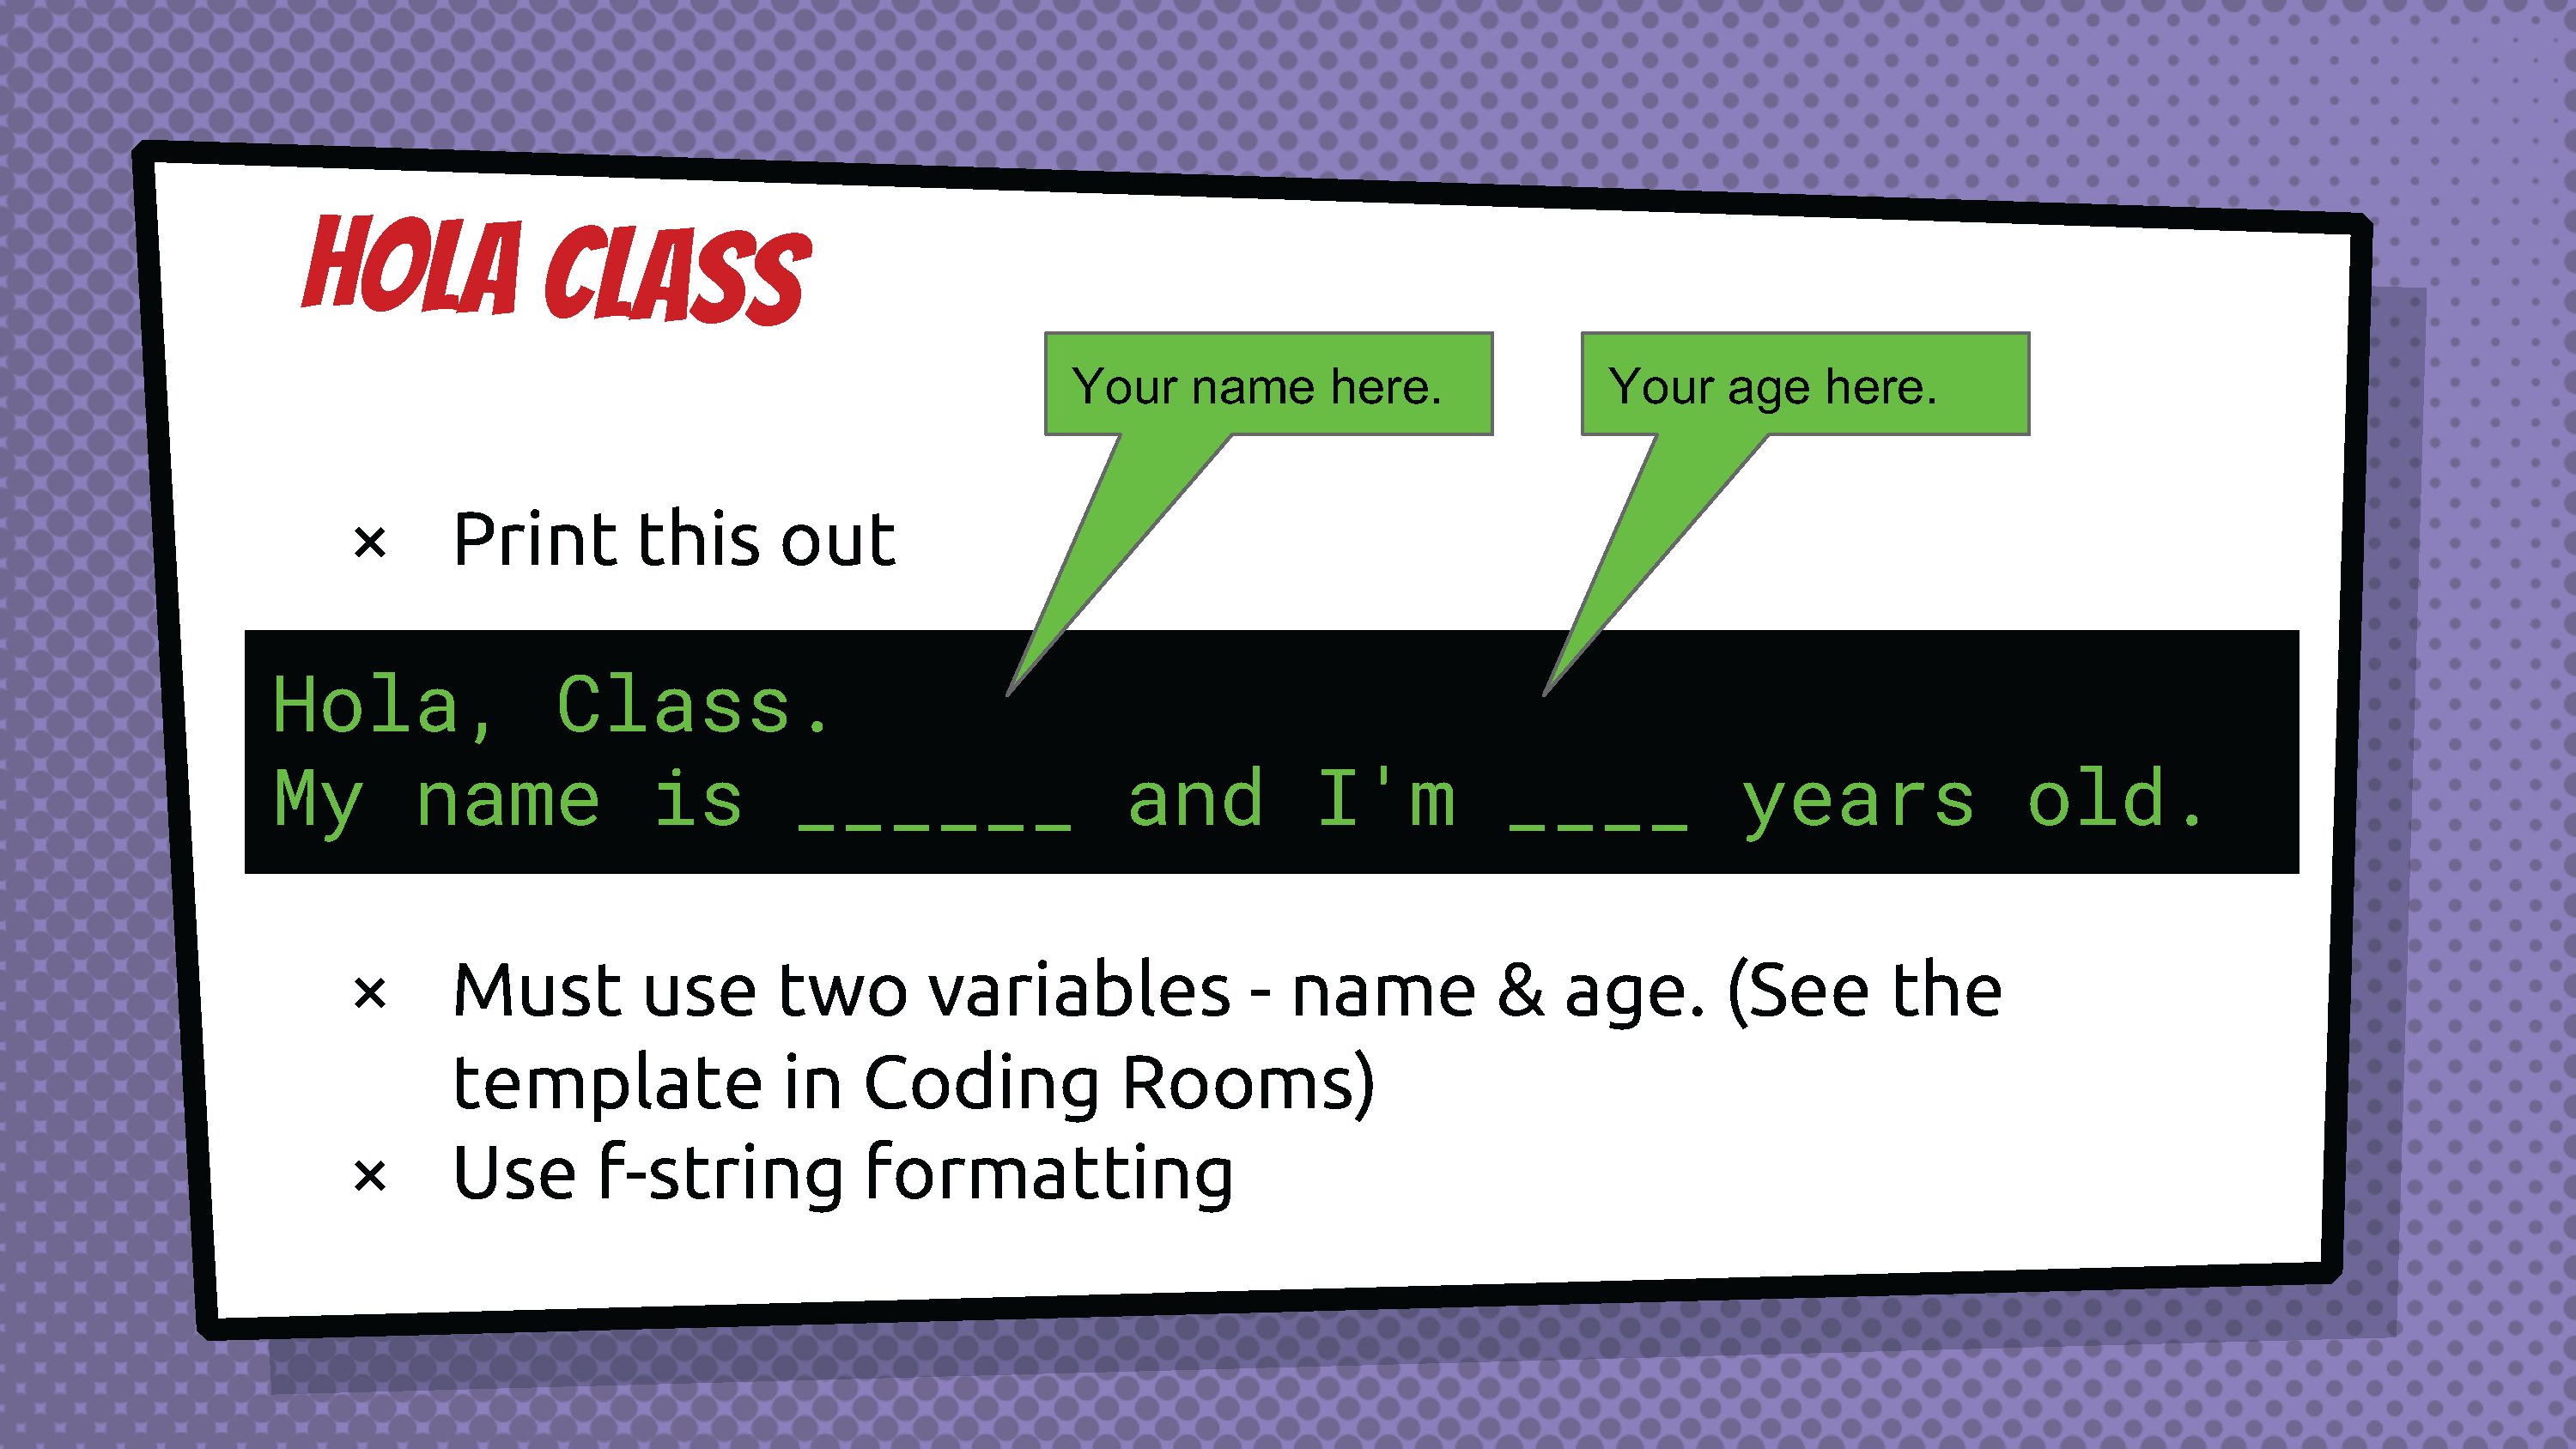 HOLA CLASS
Your name here.
Your age here.
× Print this out
Hola, Class.
My name is ______ and I'm ____ years old.
× Must use two variables - name & age. (See the
template in Coding Rooms)
× Use f-string formatting